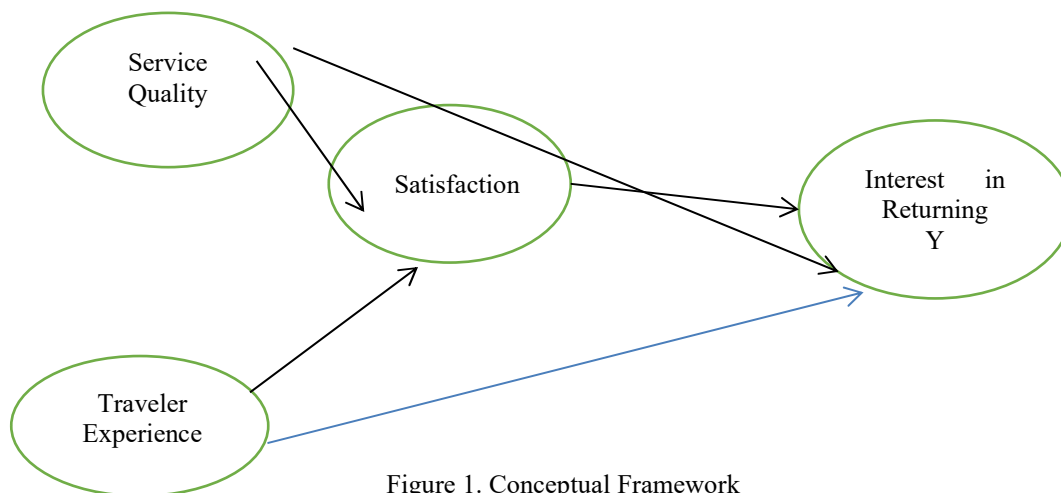 Service
Quality
Satisfaction
Interest in
Returning
Y
Traveler
Experience
Figure 1. Conceptual Framework